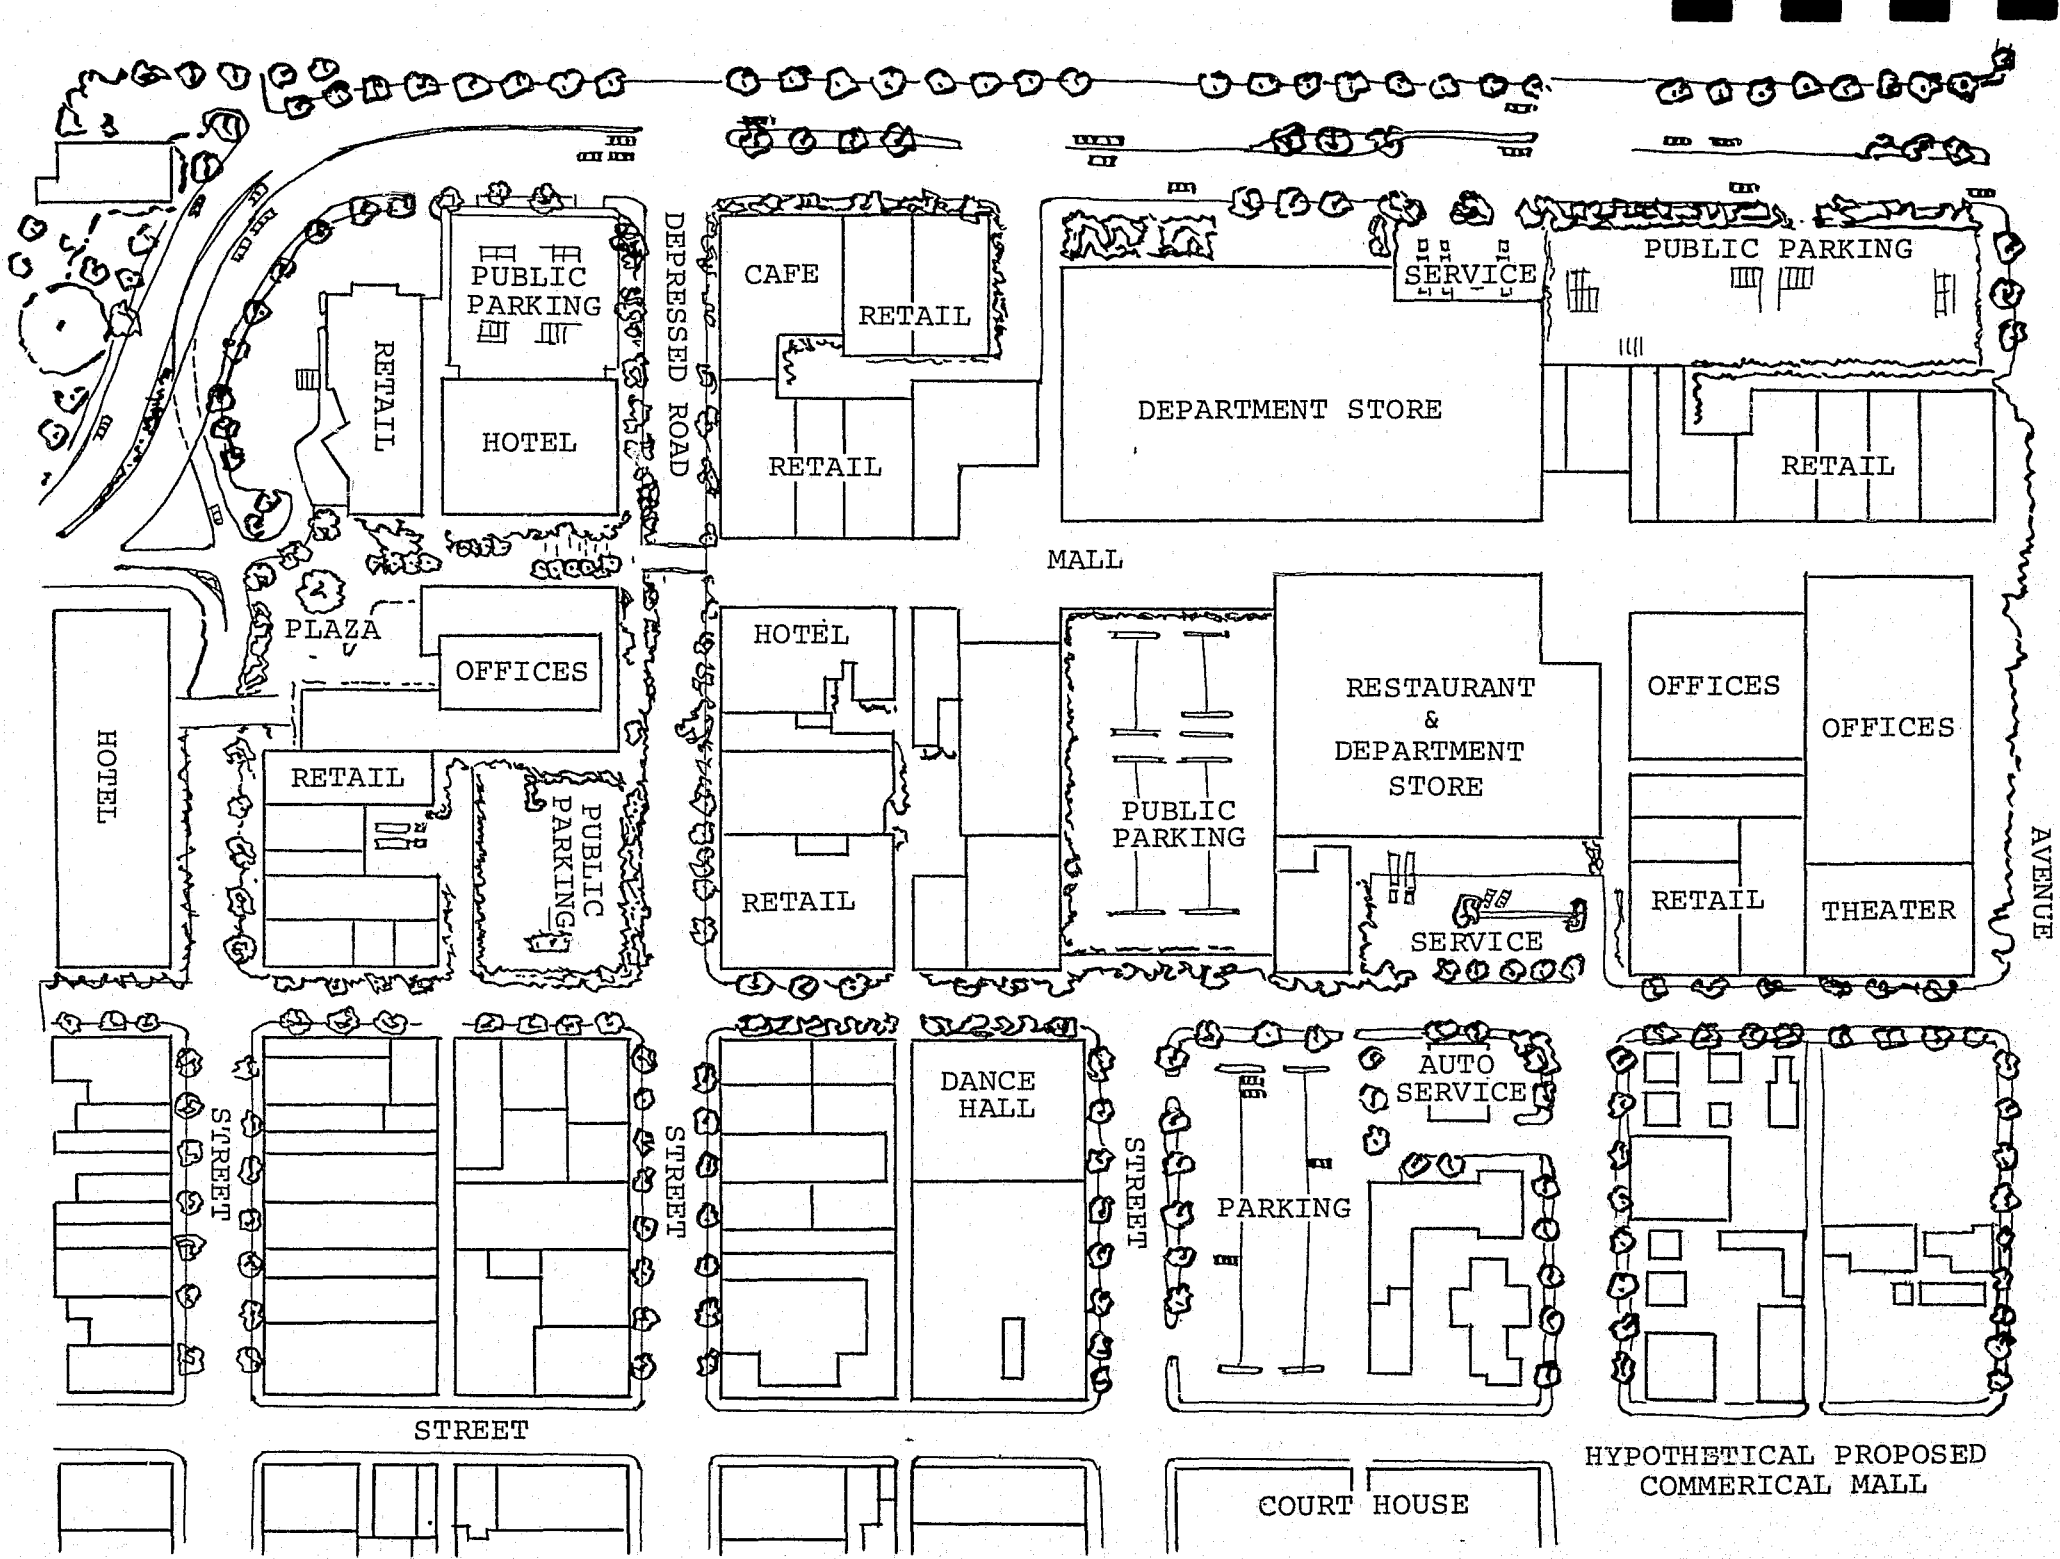 PUBLIC PARKING
CAFE
SERVICE
PUBLIC
PARKING
RETAIL
DEPRESSED ROAD
RETAIL
HOTEL
DEPARTMENT STORE
RETAIL
RETAIL
MALL
PLAZA
HOTEL
OFFICES
RESTAURANT
&
DEPARTMENT
STORE
OFFICES
OFFICES
HOTEL
RETAIL
PUBLIC
PARKING
PUBLIC
PARKING
RETAIL
SERVICE
RETAIL
THEATER
AVENUE
DANCE
HALL
AUTO
SERVICE
STREET
STREET
STREET
PARKING
STREET
HYPOTHETICAL PROPOSED
COMMERICAL MALL
COURT HOUSE